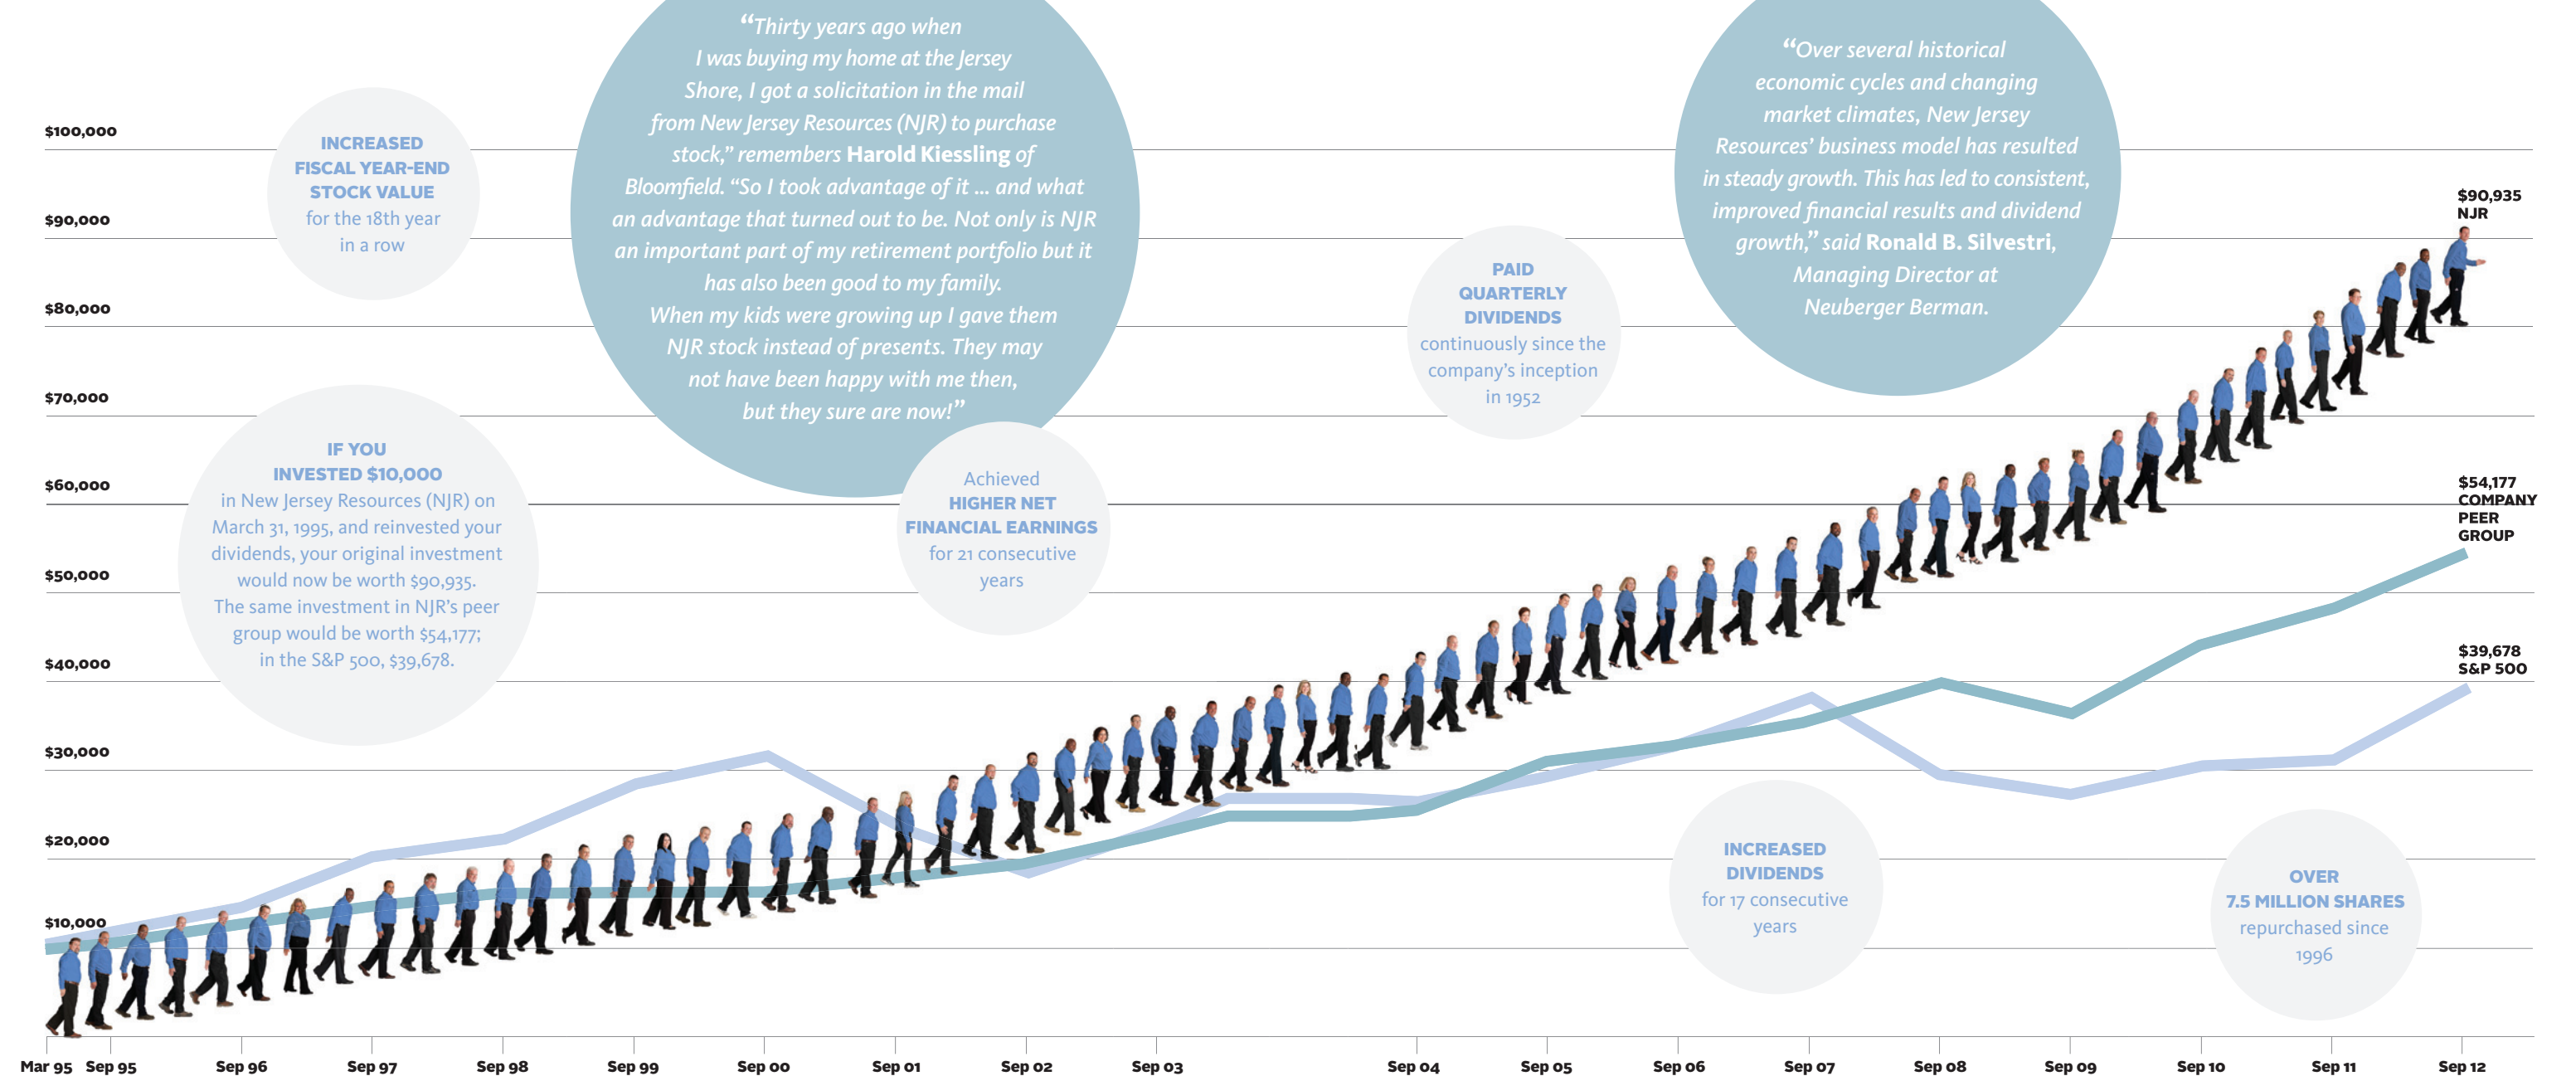 “Thirty years ago when
I was buying my home at the Jersey
Shore, I got a solicitation in the mail
from New Jersey Resources (NJR) to purchase
stock,” remembers Harold Kiessling of
Bloomfield. “So I took advantage of it ... and what
an advantage that turned out to be. Not only is NJR
an important part of my retirement portfolio but it
has also been good to my family.
When my kids were growing up I gave them
NJR stock instead of presents. They may
not have been happy with me then,
but they sure are now!”
“Over several historical
economic cycles and changing
market climates, New Jersey
Resources’ business model has resulted
in steady growth. This has led to consistent,
improved financial results and dividend
growth,” said Ronald B. Silvestri,
Managing Director at
Neuberger Berman.
INCREASED
FISCAL YEAR-END
STOCK VALUE
for the 18th year
in a row
PAID
QUARTERLY
DIVIDENDS
continuously since the
company’s inception
in 1952
IF YOU
INVESTED $10,000
in New Jersey Resources (NJR) on
March 31, 1995, and reinvested your
dividends, your original investment
would now be worth $90,935.
The same investment in NJR’s peer
group would be worth $54,177;
in the S&P 500, $39,678.
Achieved
HIGHER NET
FINANCIAL EARNINGS
for 21 consecutive
years
INCREASED
DIVIDENDS
for 17 consecutive
years
OVER
7.5 MILLION SHARES
repurchased since
1996
$100,000
$90,000
$80,000
$70,000
$60,000
$50,000
$40,000
$30,000
$20,000
$10,000
$90,935
NJR
$54,177
COMPANY
PEER
GROUP
$39,678
S&P 500
Mar 95 Sep 95 Sep 96 Sep 97 Sep 98 Sep 99 Sep 00 Sep 01 Sep 02 Sep 03 Sep 04 Sep 05 Sep 06 Sep 07 Sep 08 Sep 09 Sep 10 Sep 11 Sep 12